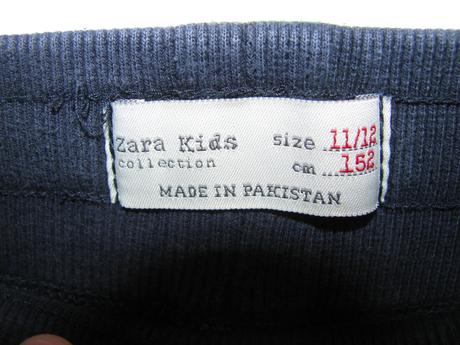 Zara Kids size 11/12
collection cm 152
MADE IN PAKISTAN